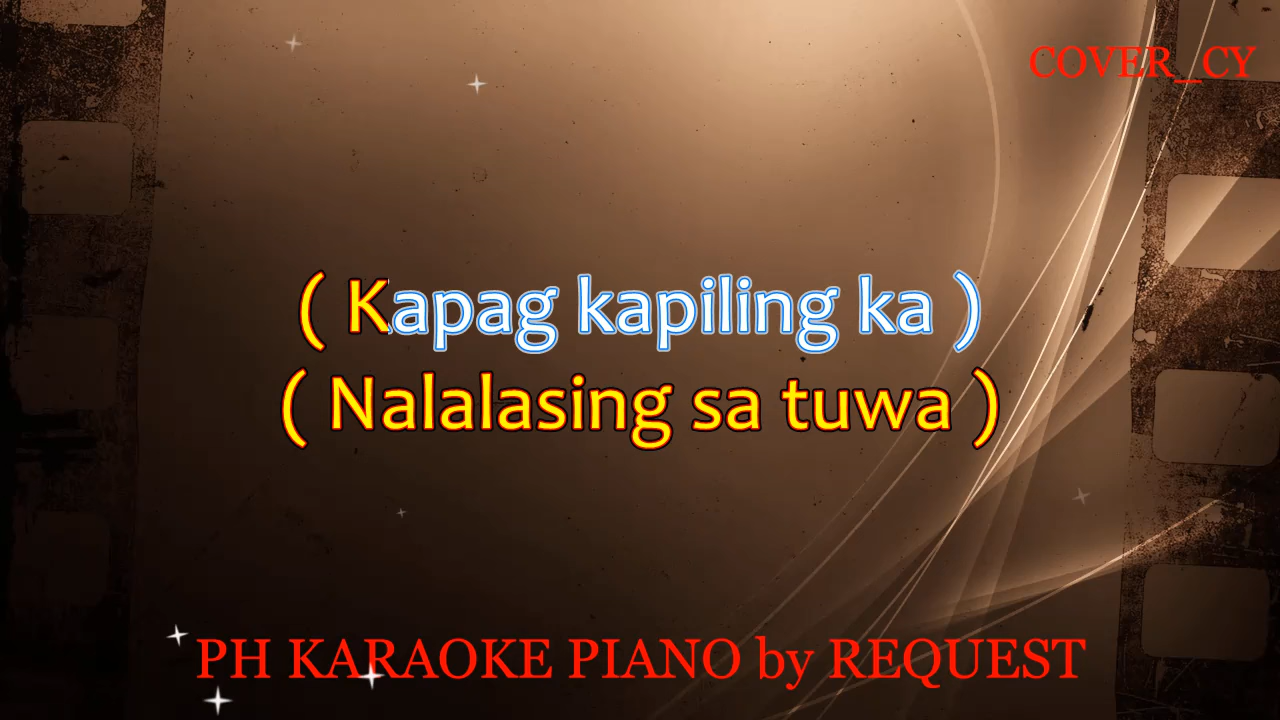 COVER_CY
( Kapag kapiling ka )
( Nalalasing sa tuwa )
PH KARAOKE PIANO by REQUEST